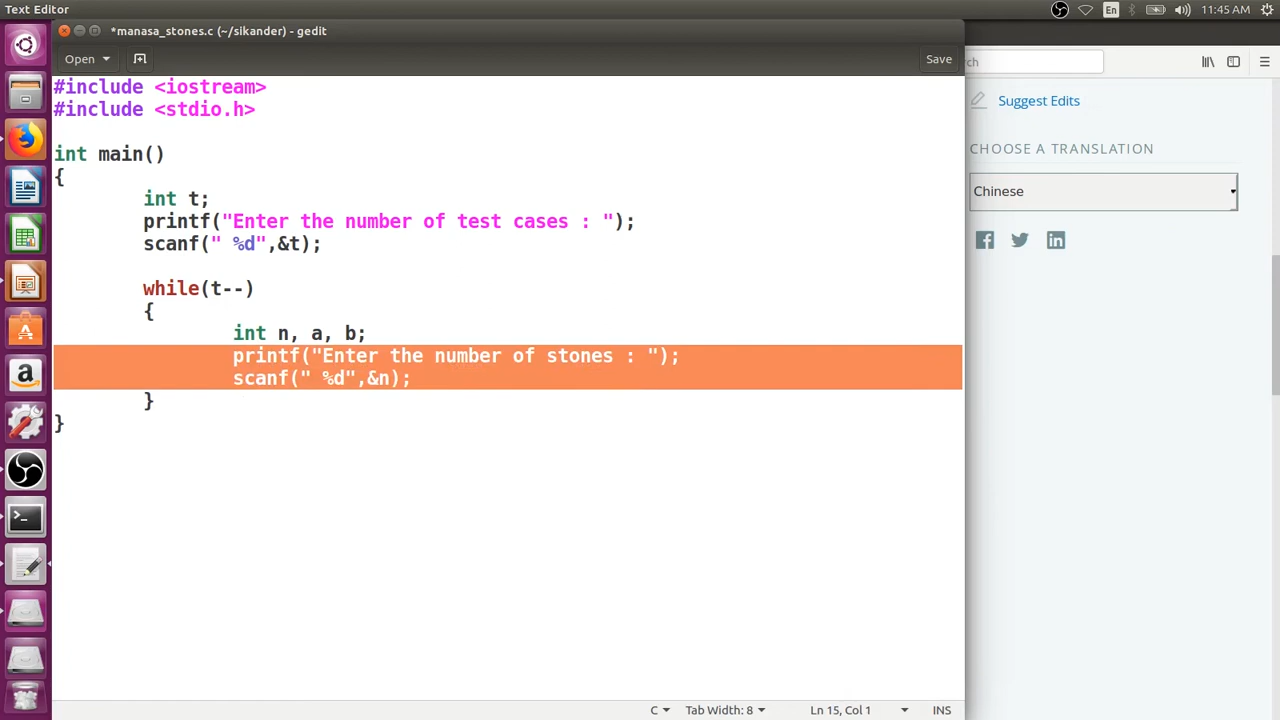 Text Editor
En
11:45 AM
*manasa_stones.c (~/sikander) - gedit
Open
Save
#include <iostream>
#include <stdio.h>
int main()
{
int t;
printf("Enter the number of test cases : ");
scanf(" %d",&t);
while(t--)
{
int n, a, b;
printf("Enter the number of stones : ");
scanf(" %d",&n);
}
}
C
Tab Width: 8
Ln 15, Col 1
INS
ch
Suggest Edits
CHOOSE A TRANSLATION
Chinese